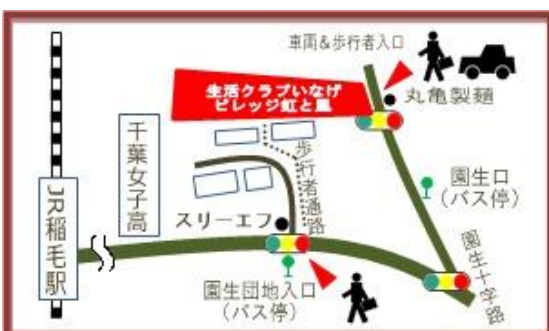 車両&歩行者入口
生活クラブいなげ
ビレッジ虹と風
丸亀製麺
千葉女子高
歩行者通路
園生口
(バス停)
JR稲毛駅
スリーエフ
園生団地入口
(バス停)
園生十字路